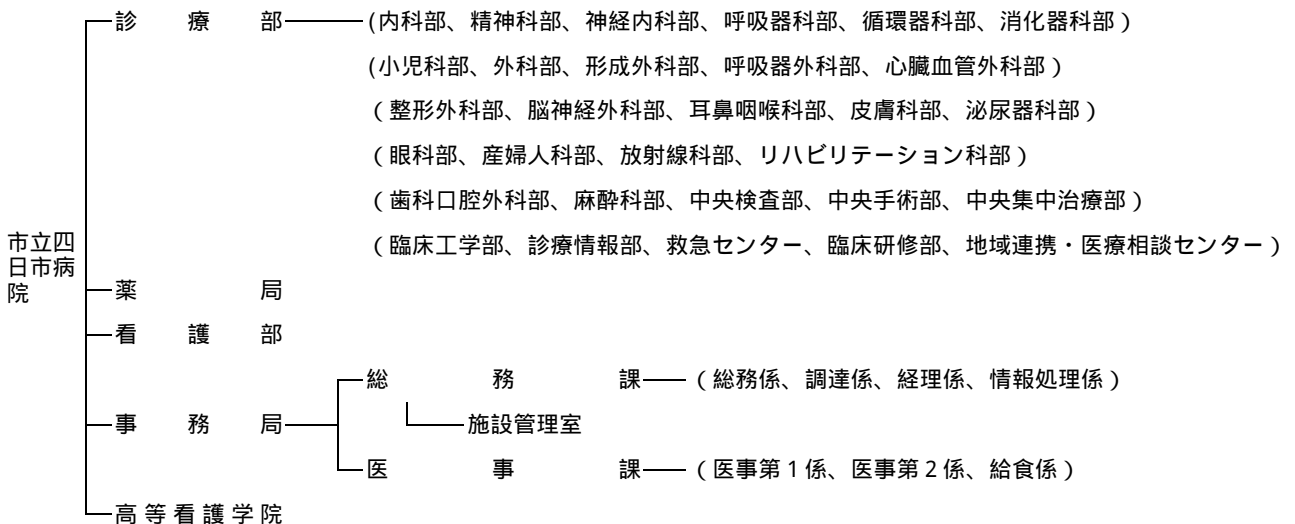 診療部 (内科部、精神科部、神経内科部、呼吸器科部、循環器科部、消化器科部)
(小児科部、外科部、形成外科部、呼吸器外科部、心臓血管外科部)
(整形外科部、脳神経外科部、耳鼻咽喉科部、皮膚科部、泌尿器科部)
(眼科部、産婦人科部、放射線科部、リハビリテーション科部)
(歯科口腔外科部、麻酔科部、中央検査部、中央手術部、中央集中治療部)
(臨床工学部、診療情報部、救急センター、臨床研修部、地域連携・医療相談センター)
市立四
日市病
院
薬局
看護部
総務課 (総務係、調達係、経理係、情報処理係)
事務局 施設管理室
医事課 (医事第1係、医事第2係、給食係)
高等看護学院